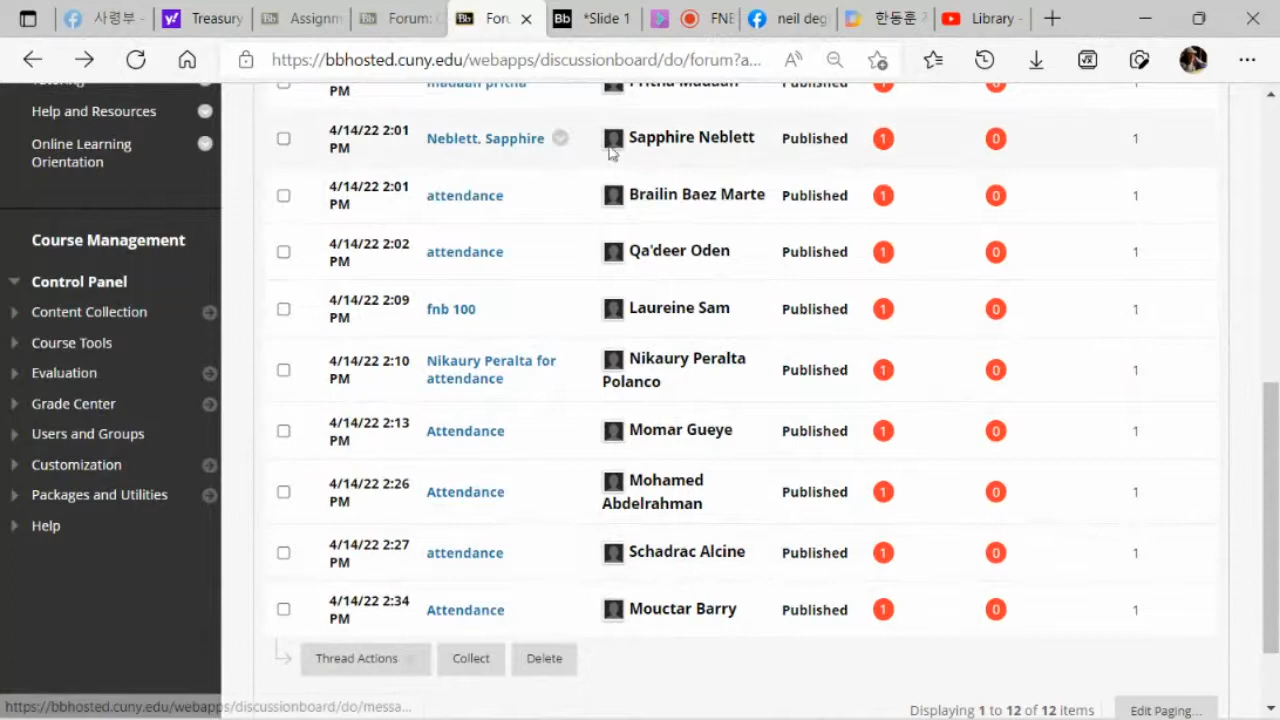 사령부 -
Treasury
Assignm
Forum: C
Foru
*Slide 1
FNE
neil deg
한동훈
Library -
https://bbhosted.cuny.edu/webapps/discussionboard/do/forum?a...
PM
Published
1
0
1
Help and Resources
Online Learning
Orientation
Course Management
Control Panel
Content Collection
Course Tools
Evaluation
Grade Center
Users and Groups
Customization
Packages and Utilities
Help
4/14/22 2:01 PM Neblett, Sapphire Sapphire Neblett Published 1 0 1
4/14/22 2:01 PM attendance Brailin Baez Marte Published 1 0 1
4/14/22 2:02 PM attendance Qa'deer Oden Published 1 0 1
4/14/22 2:09 PM fnb 100 Laureine Sam Published 1 0 1
4/14/22 2:10 PM Nikaury Peralta for attendance Nikaury Peralta Polanco Published 1 0 1
4/14/22 2:13 PM Attendance Momar Gueye Published 1 0 1
4/14/22 2:26 PM Attendance Mohamed Abdelrahman Published 1 0 1
4/14/22 2:27 PM attendance Schadrac Alcine Published 1 0 1
4/14/22 2:34 PM Attendance Mouctar Barry Published 1 0 1
Thread Actions
Collect
Delete
https://bbhosted.cuny.edu/webapps/discussionboard/do/messa...
Displaying 1 to 12 of 12 items
Edit Paging...